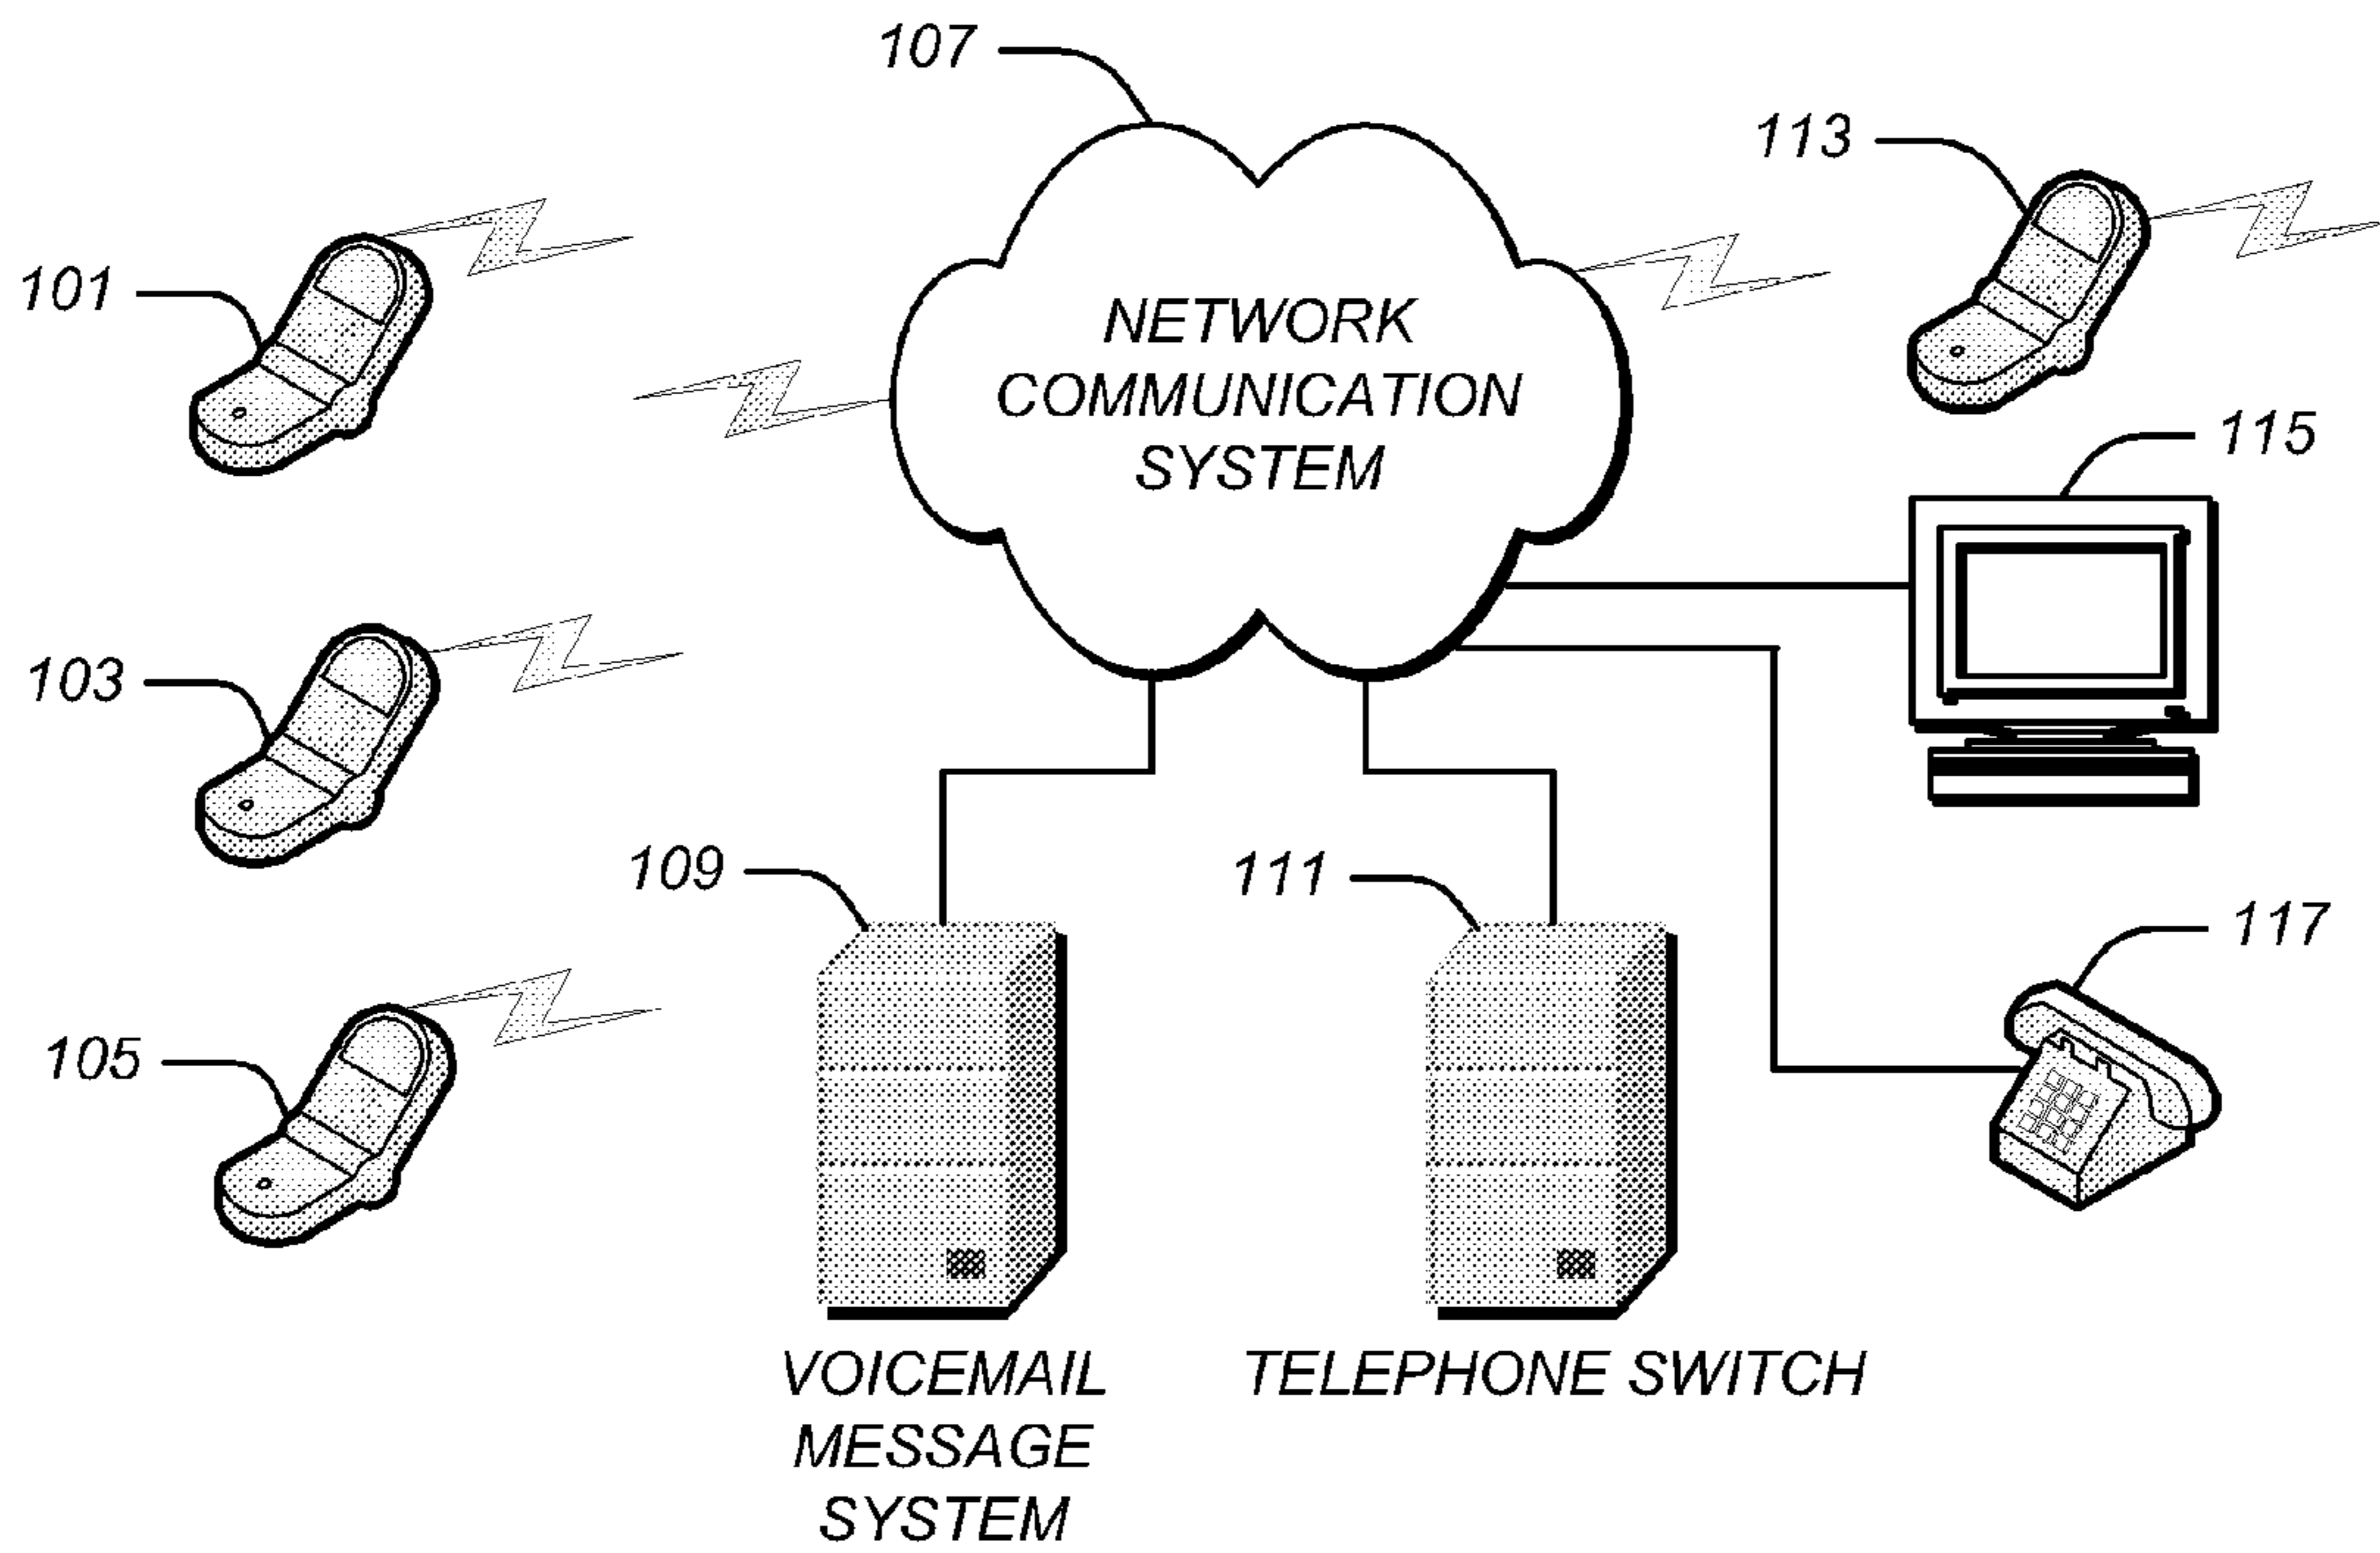 107
113
101
NETWORK
COMMUNICATION
SYSTEM
115
103
109
111
117
105
VOICEMAIL
MESSAGE
SYSTEM
TELEPHONE SWITCH